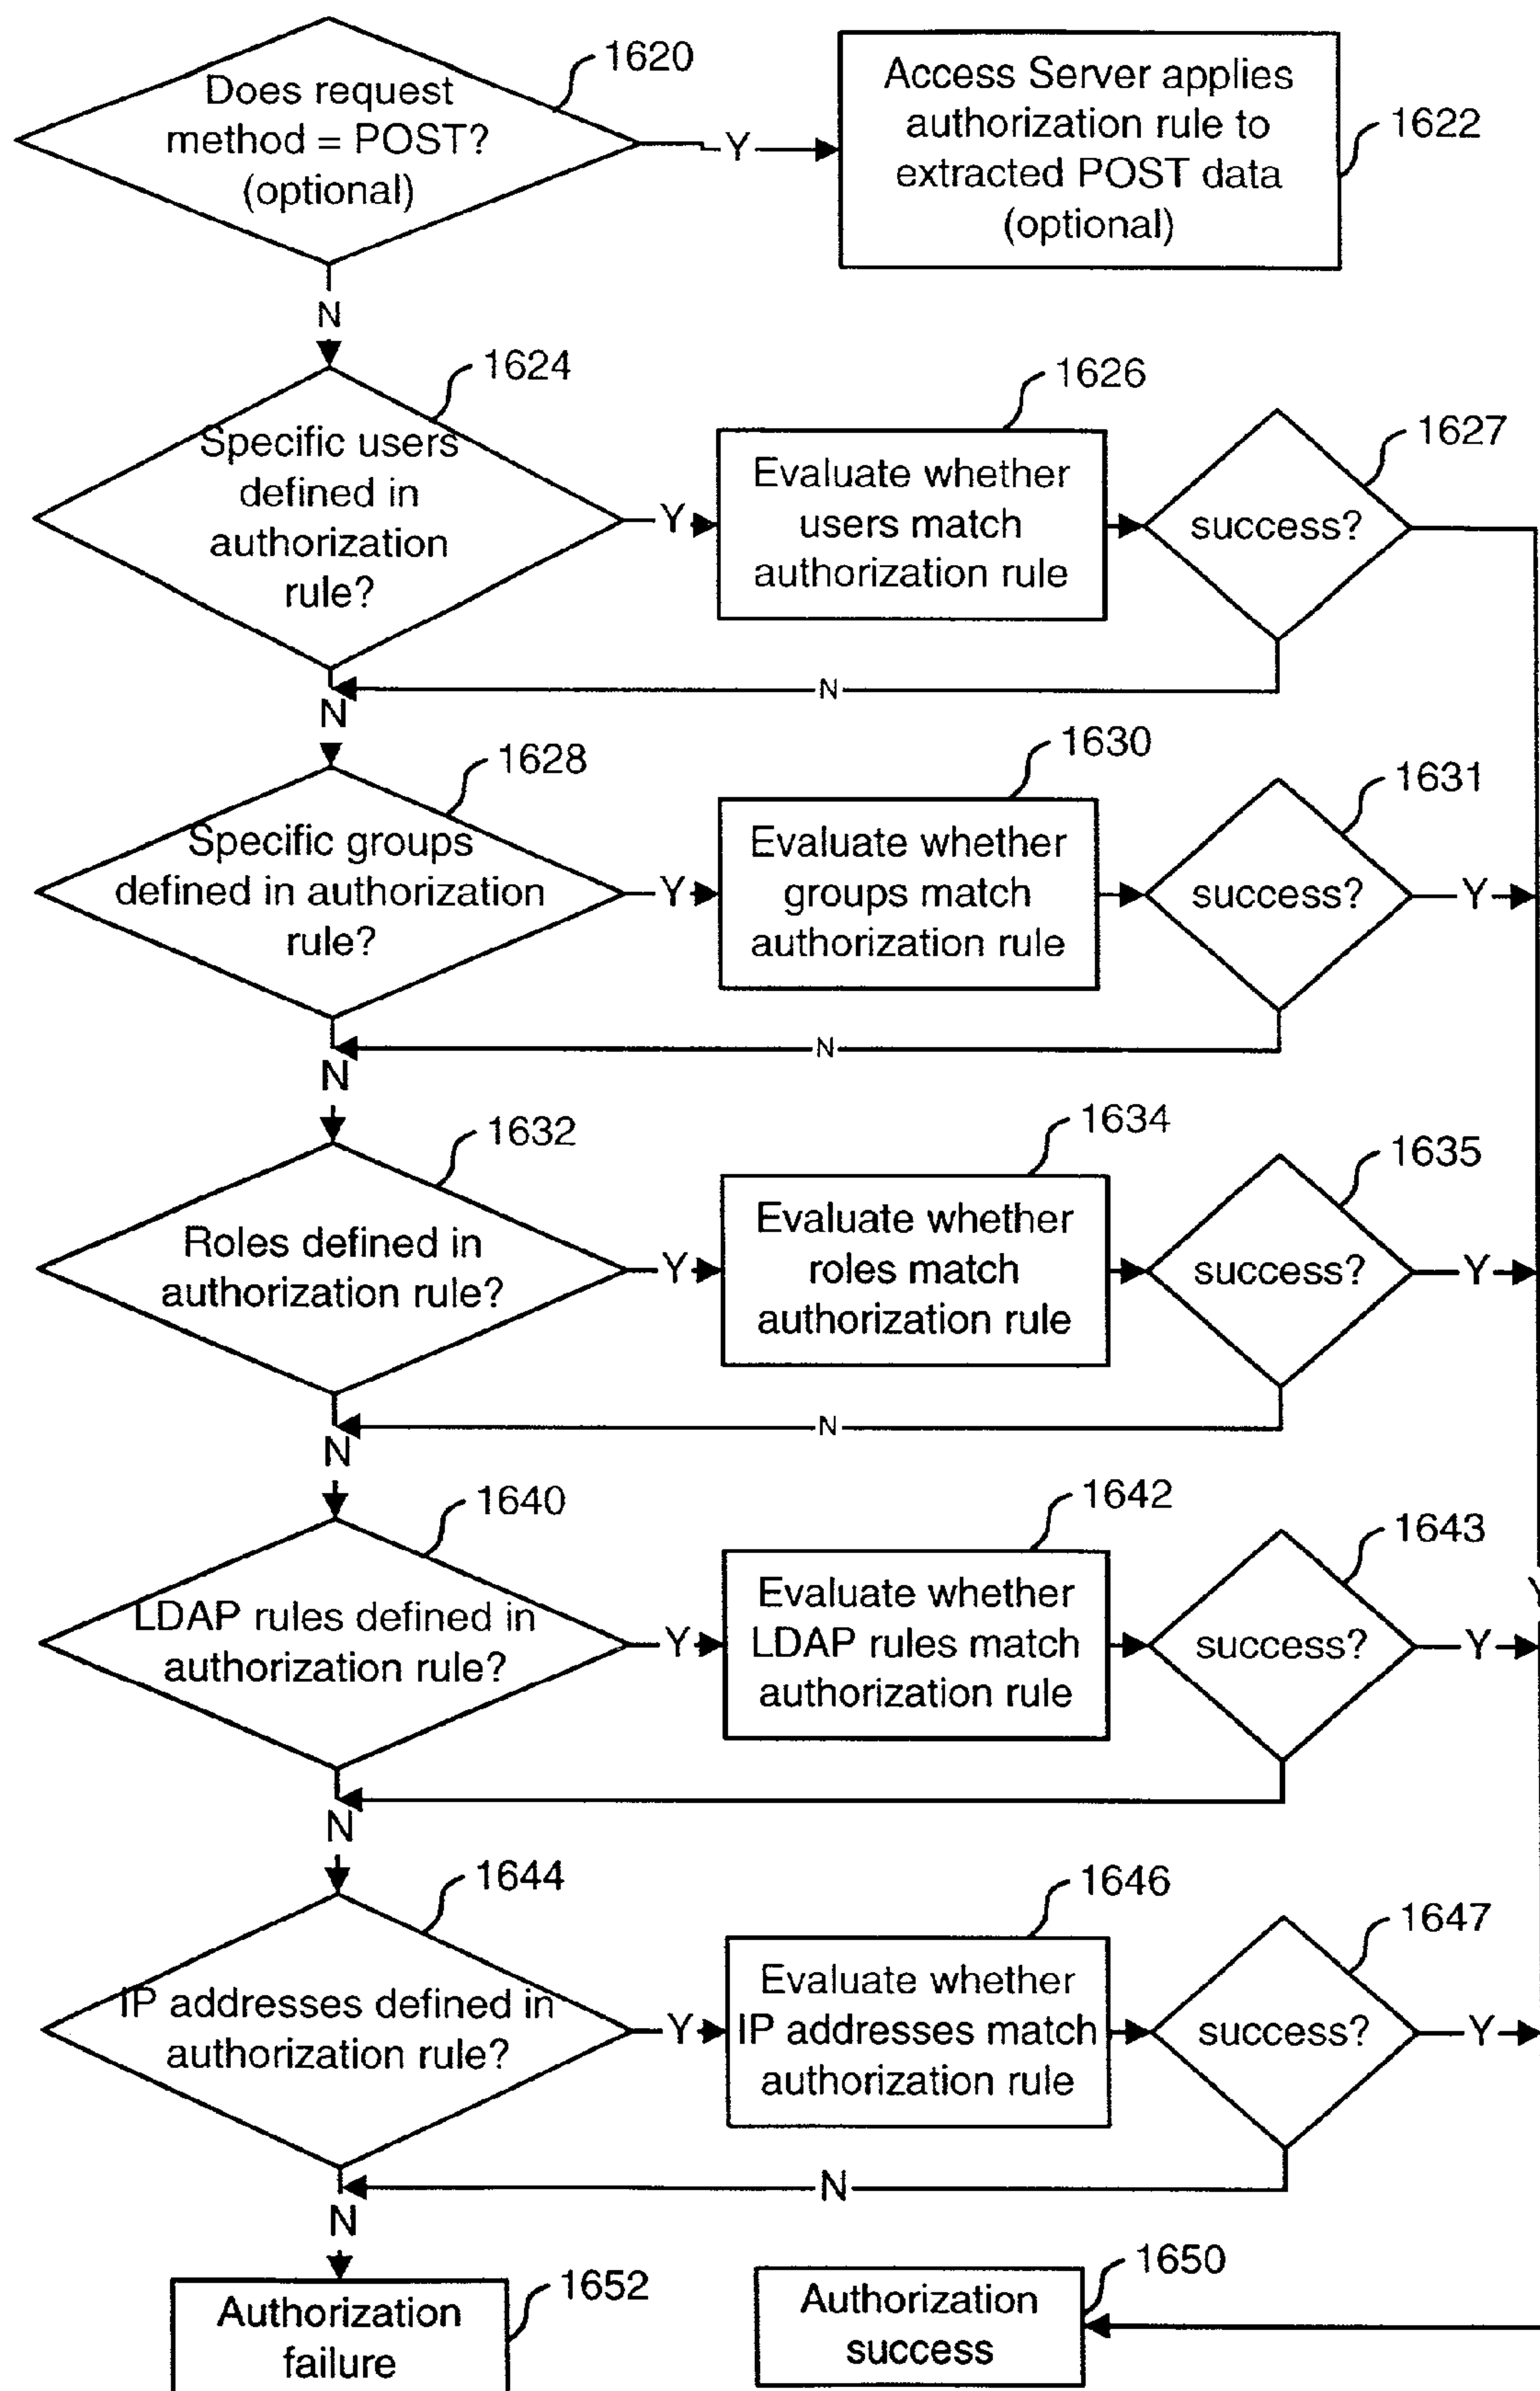 Does request
method = POST?
(optional)
1620
Y
Access Server applies
authorization rule to
extracted POST data
(optional)
1622
N
Specific users
defined in
authorization
rule?
1624
Y
Evaluate whether
users match
authorization rule
1626
success?
1627
N
N
Specific groups
defined in authorization
rule?
1628
Y
Evaluate whether
groups match
authorization rule
1630
success?
1631
Y
N
N
Roles defined in
authorization rule?
1632
Y
Evaluate whether
roles match
authorization rule
1634
success?
1635
Y
N
N
LDAP rules defined in
authorization rule?
1640
Y
Evaluate whether
LDAP rules match
authorization rule
1642
success?
1643
Y
N
IP addresses defined in
authorization rule?
1644
Y
Evaluate whether
IP addresses match
authorization rule
1646
success?
1647
Y
N
N
Authorization
failure
1652
Authorization
success
1650